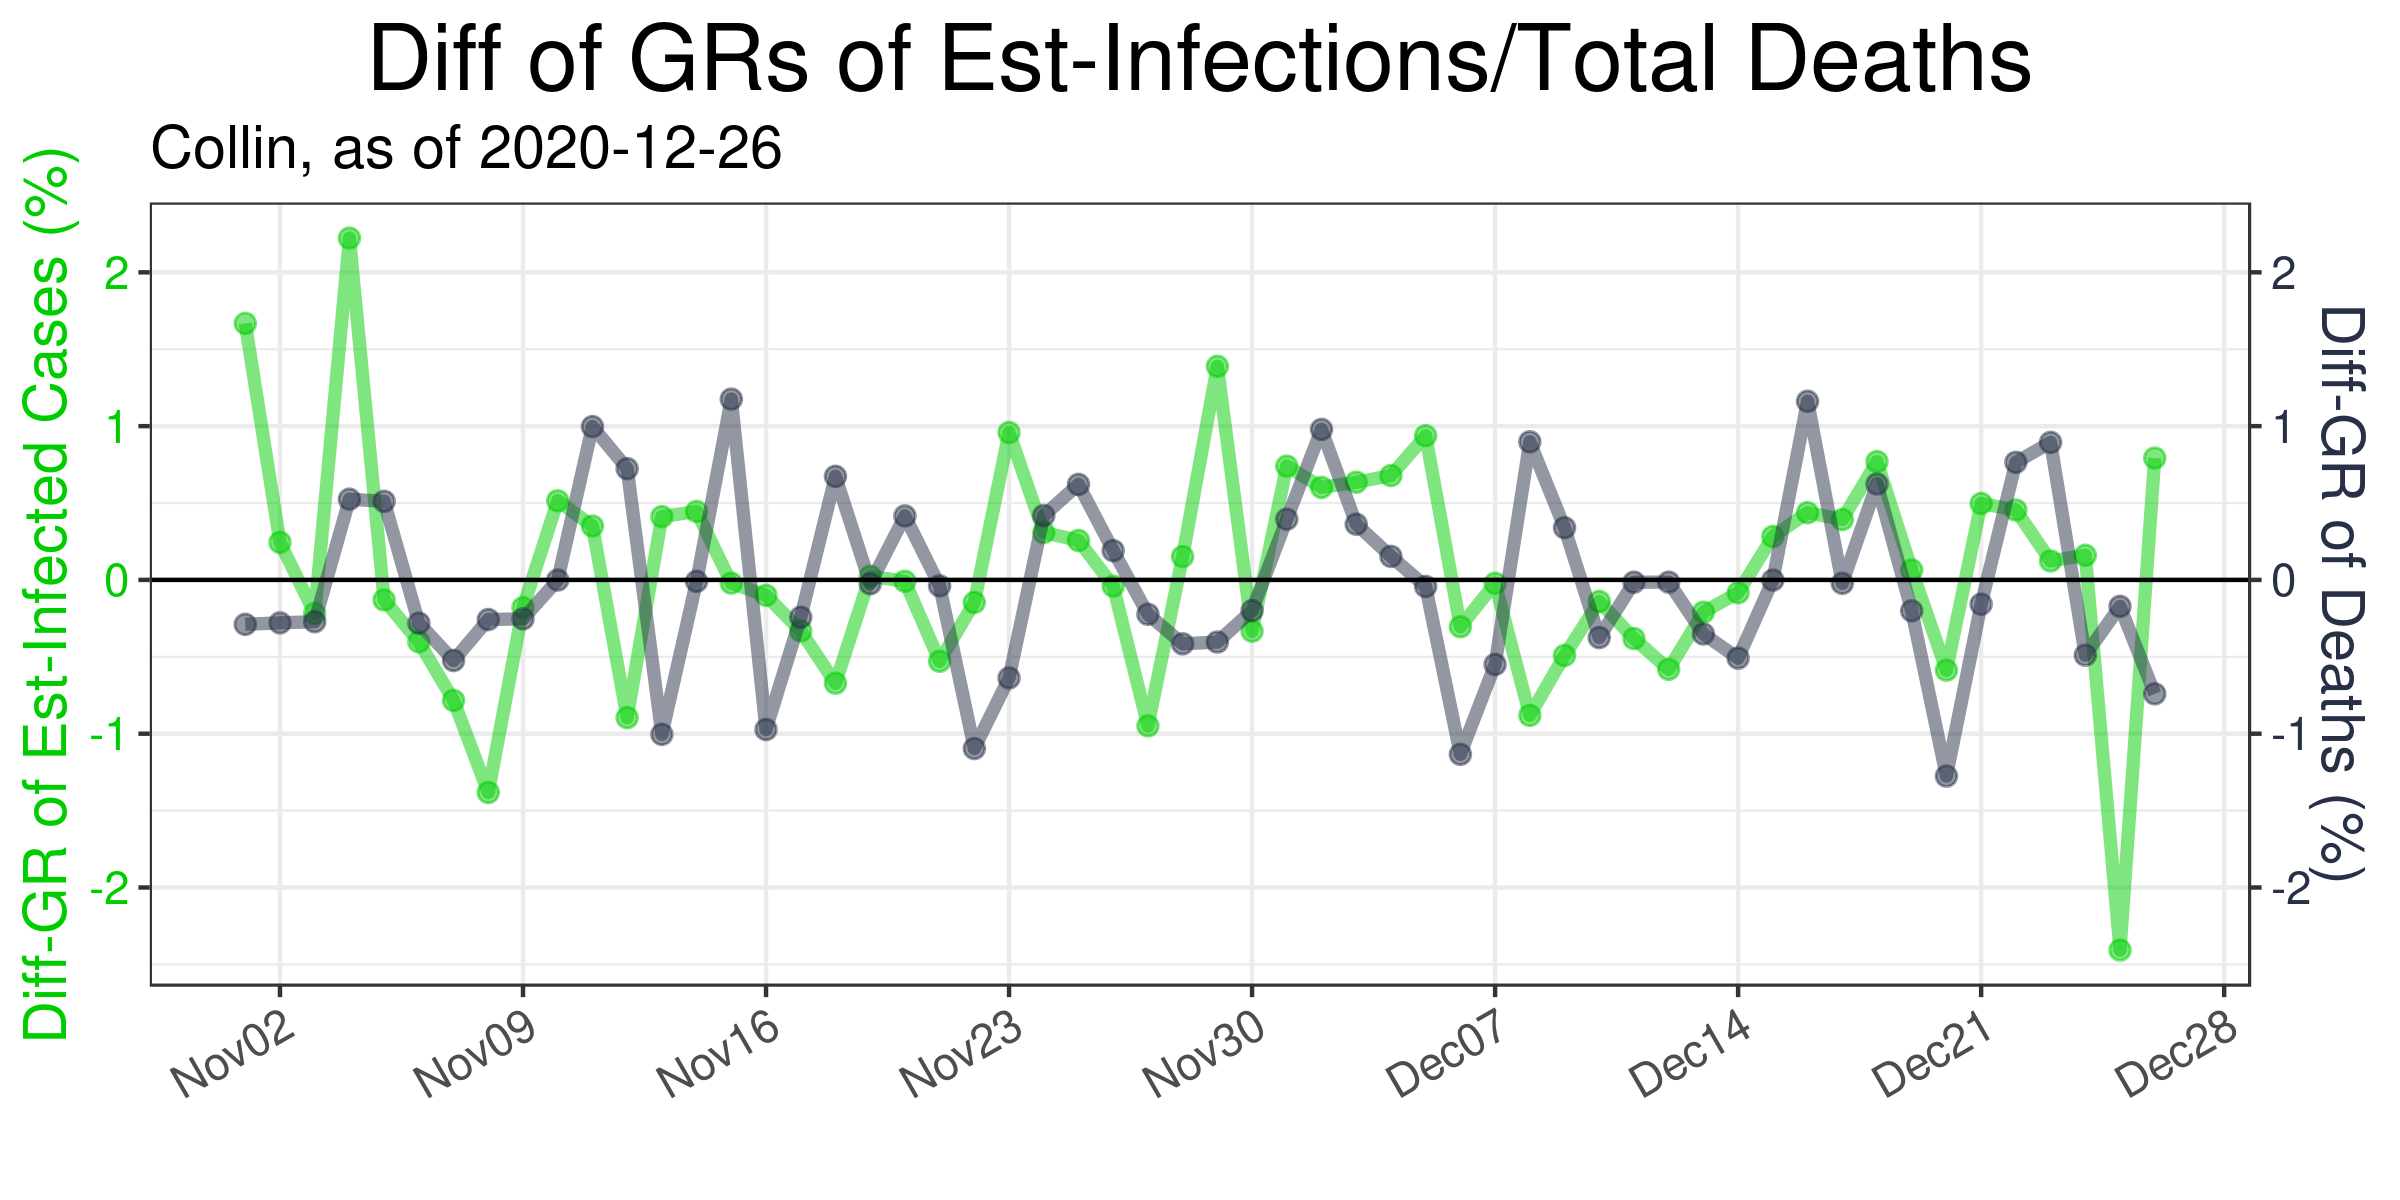 Diff of GRs of Est-Infections/Total Deaths
Collin, as of 2020-12-26
Diff-GR of Est-Infected Cases (%)
2
1
0
-1
-2
2
1
0
-1
-2
Diff-GR of Deaths (%)
Nov02
Nov09
Nov16
Nov23
Nov30
Dec07
Dec14
Dec21
Dec28